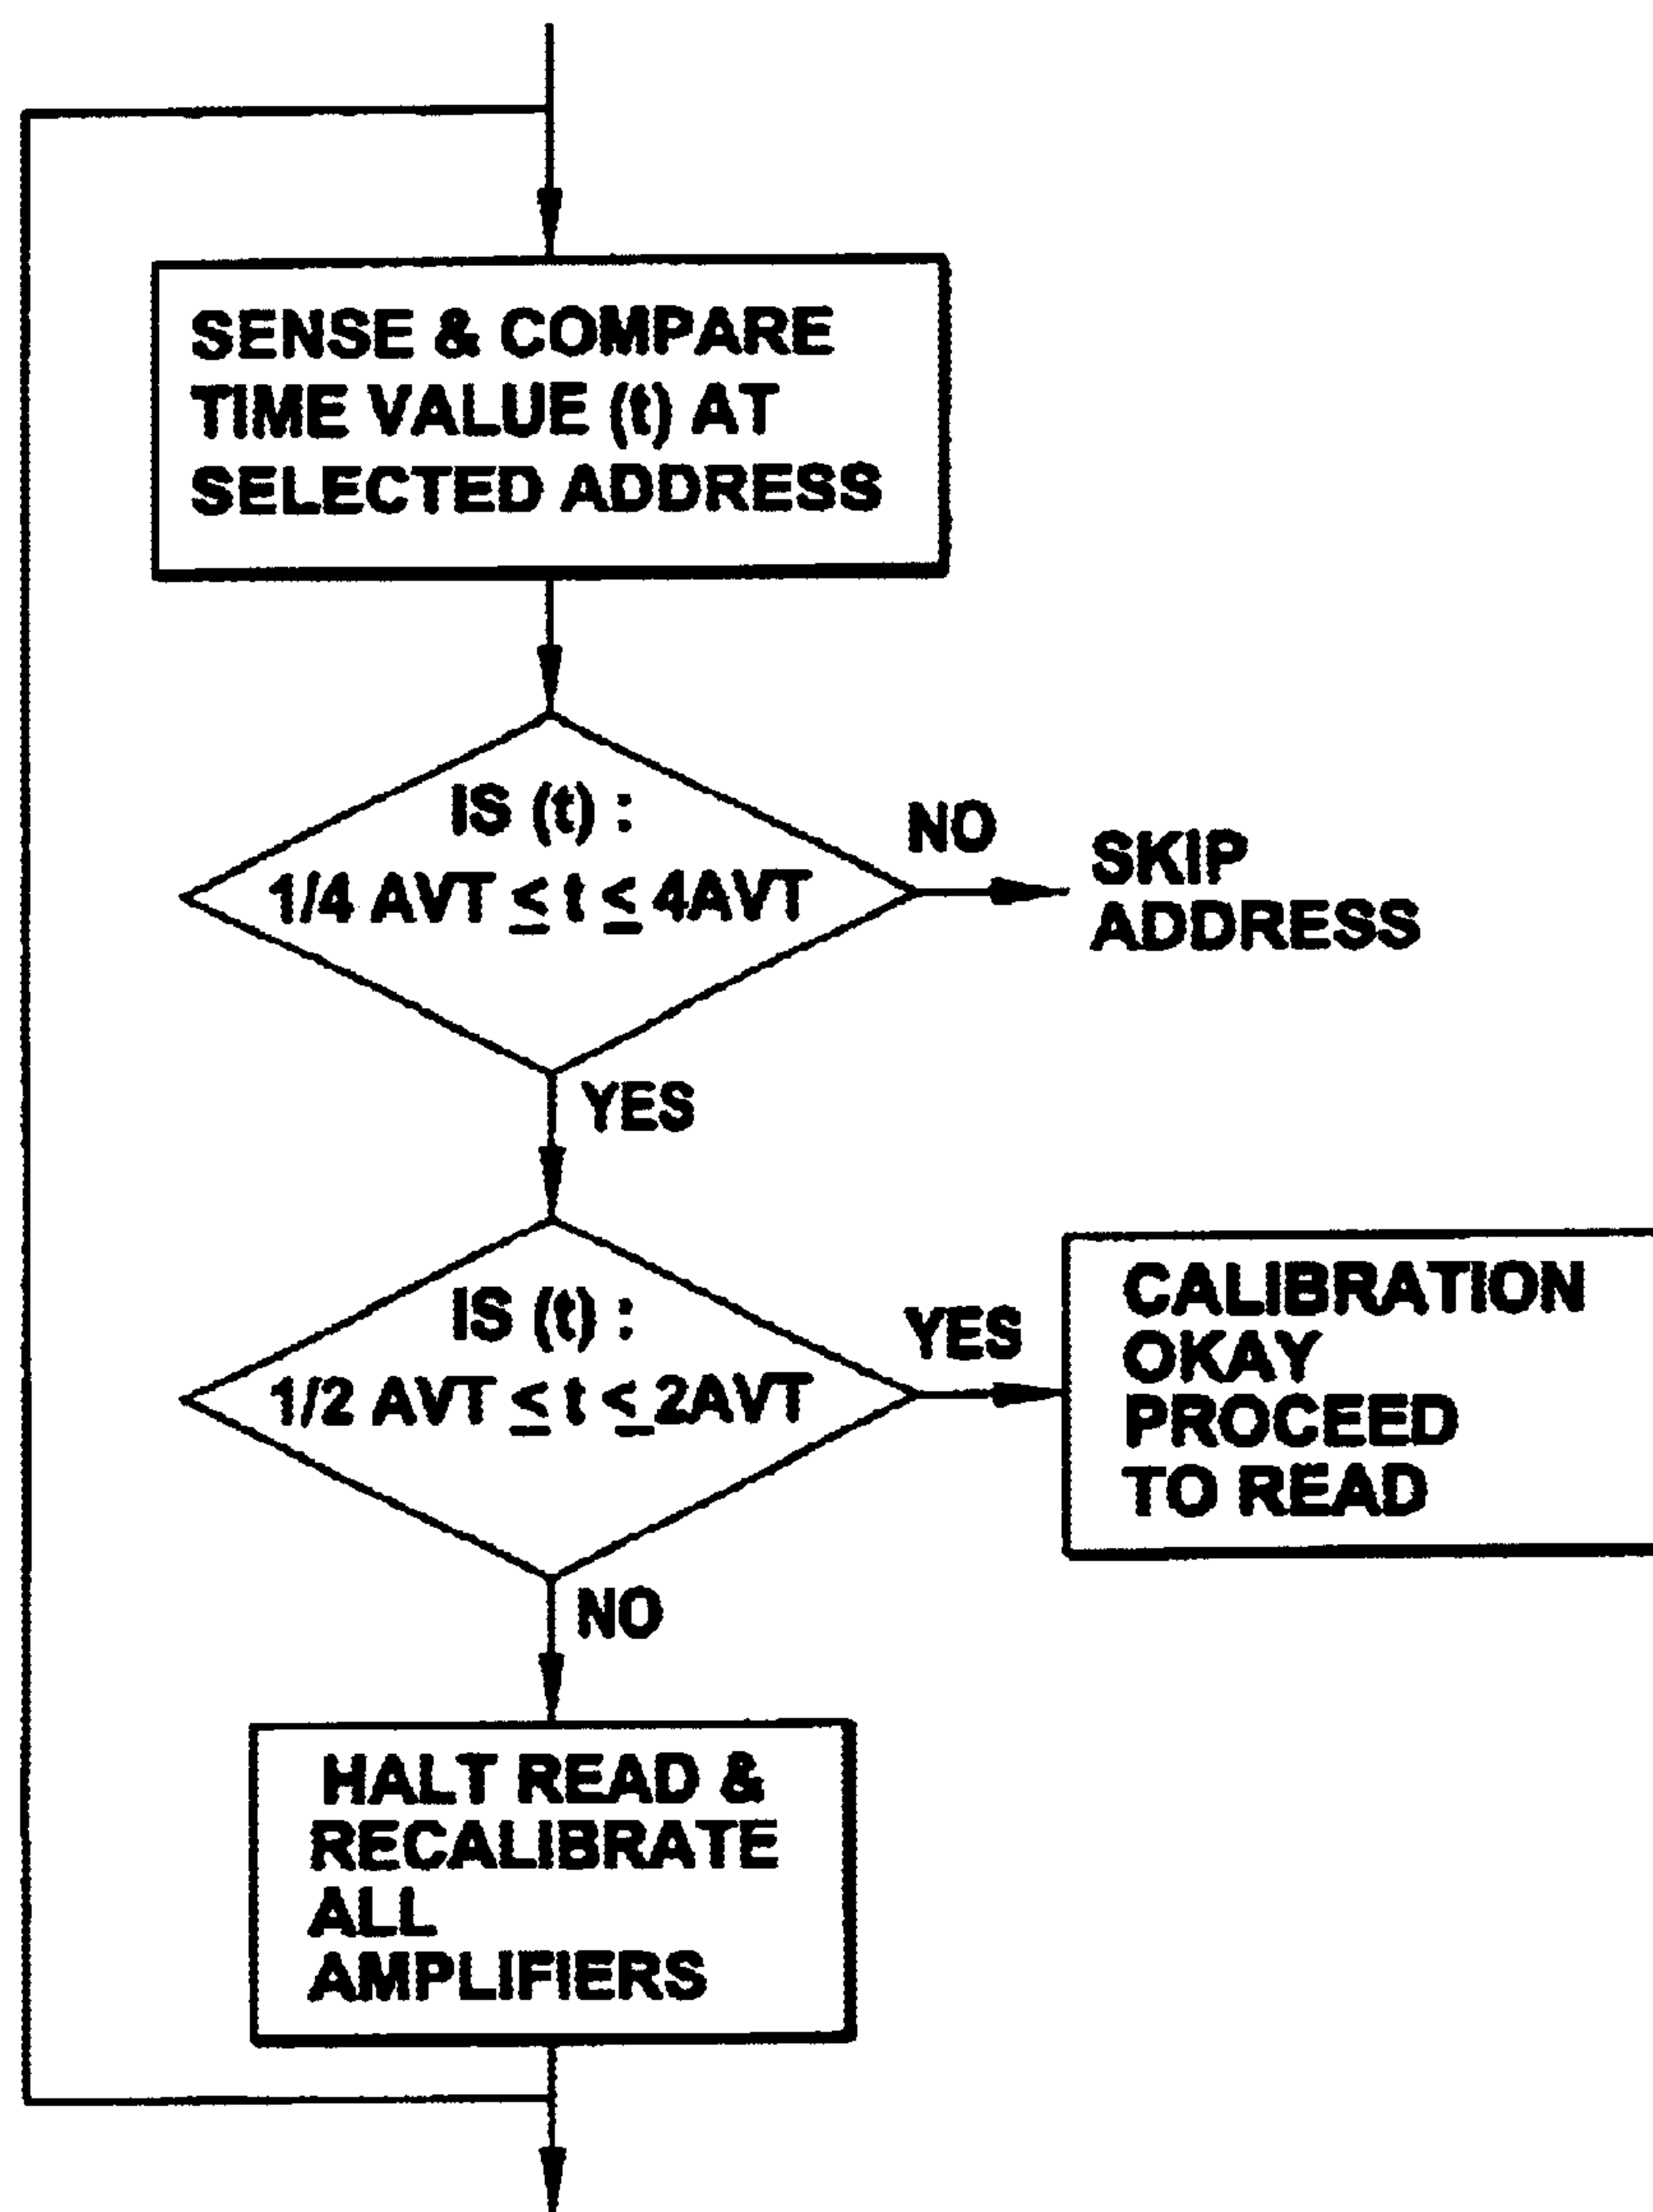 SENSE & COMPARE
TIME VALUE (t) AT
SELECTED ADDRESS
IS (t) :
1/4 AVT ≤ t ≤ 4AVT
NO
SKIP
ADDRESS
YES
IS (t) :
1/2 AVT ≤ t ≤ 2AVT
YES
CALIBRATION
OKAY
PROCEED
TO READ
NO
HALT READ &
RECALIBRATE
ALL
AMPLIFIERS